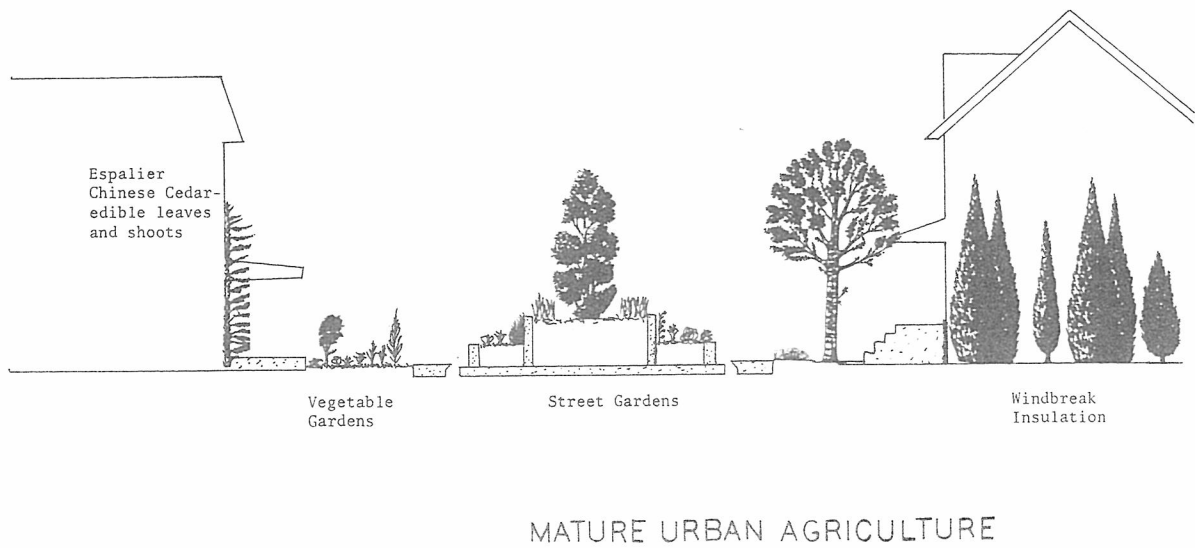 Espalier
Chinese Cedar-
edible leaves
and shoots
Vegetable
Gardens
Street Gardens
Windbreak
Insulation
MATURE URBAN AGRICULTURE